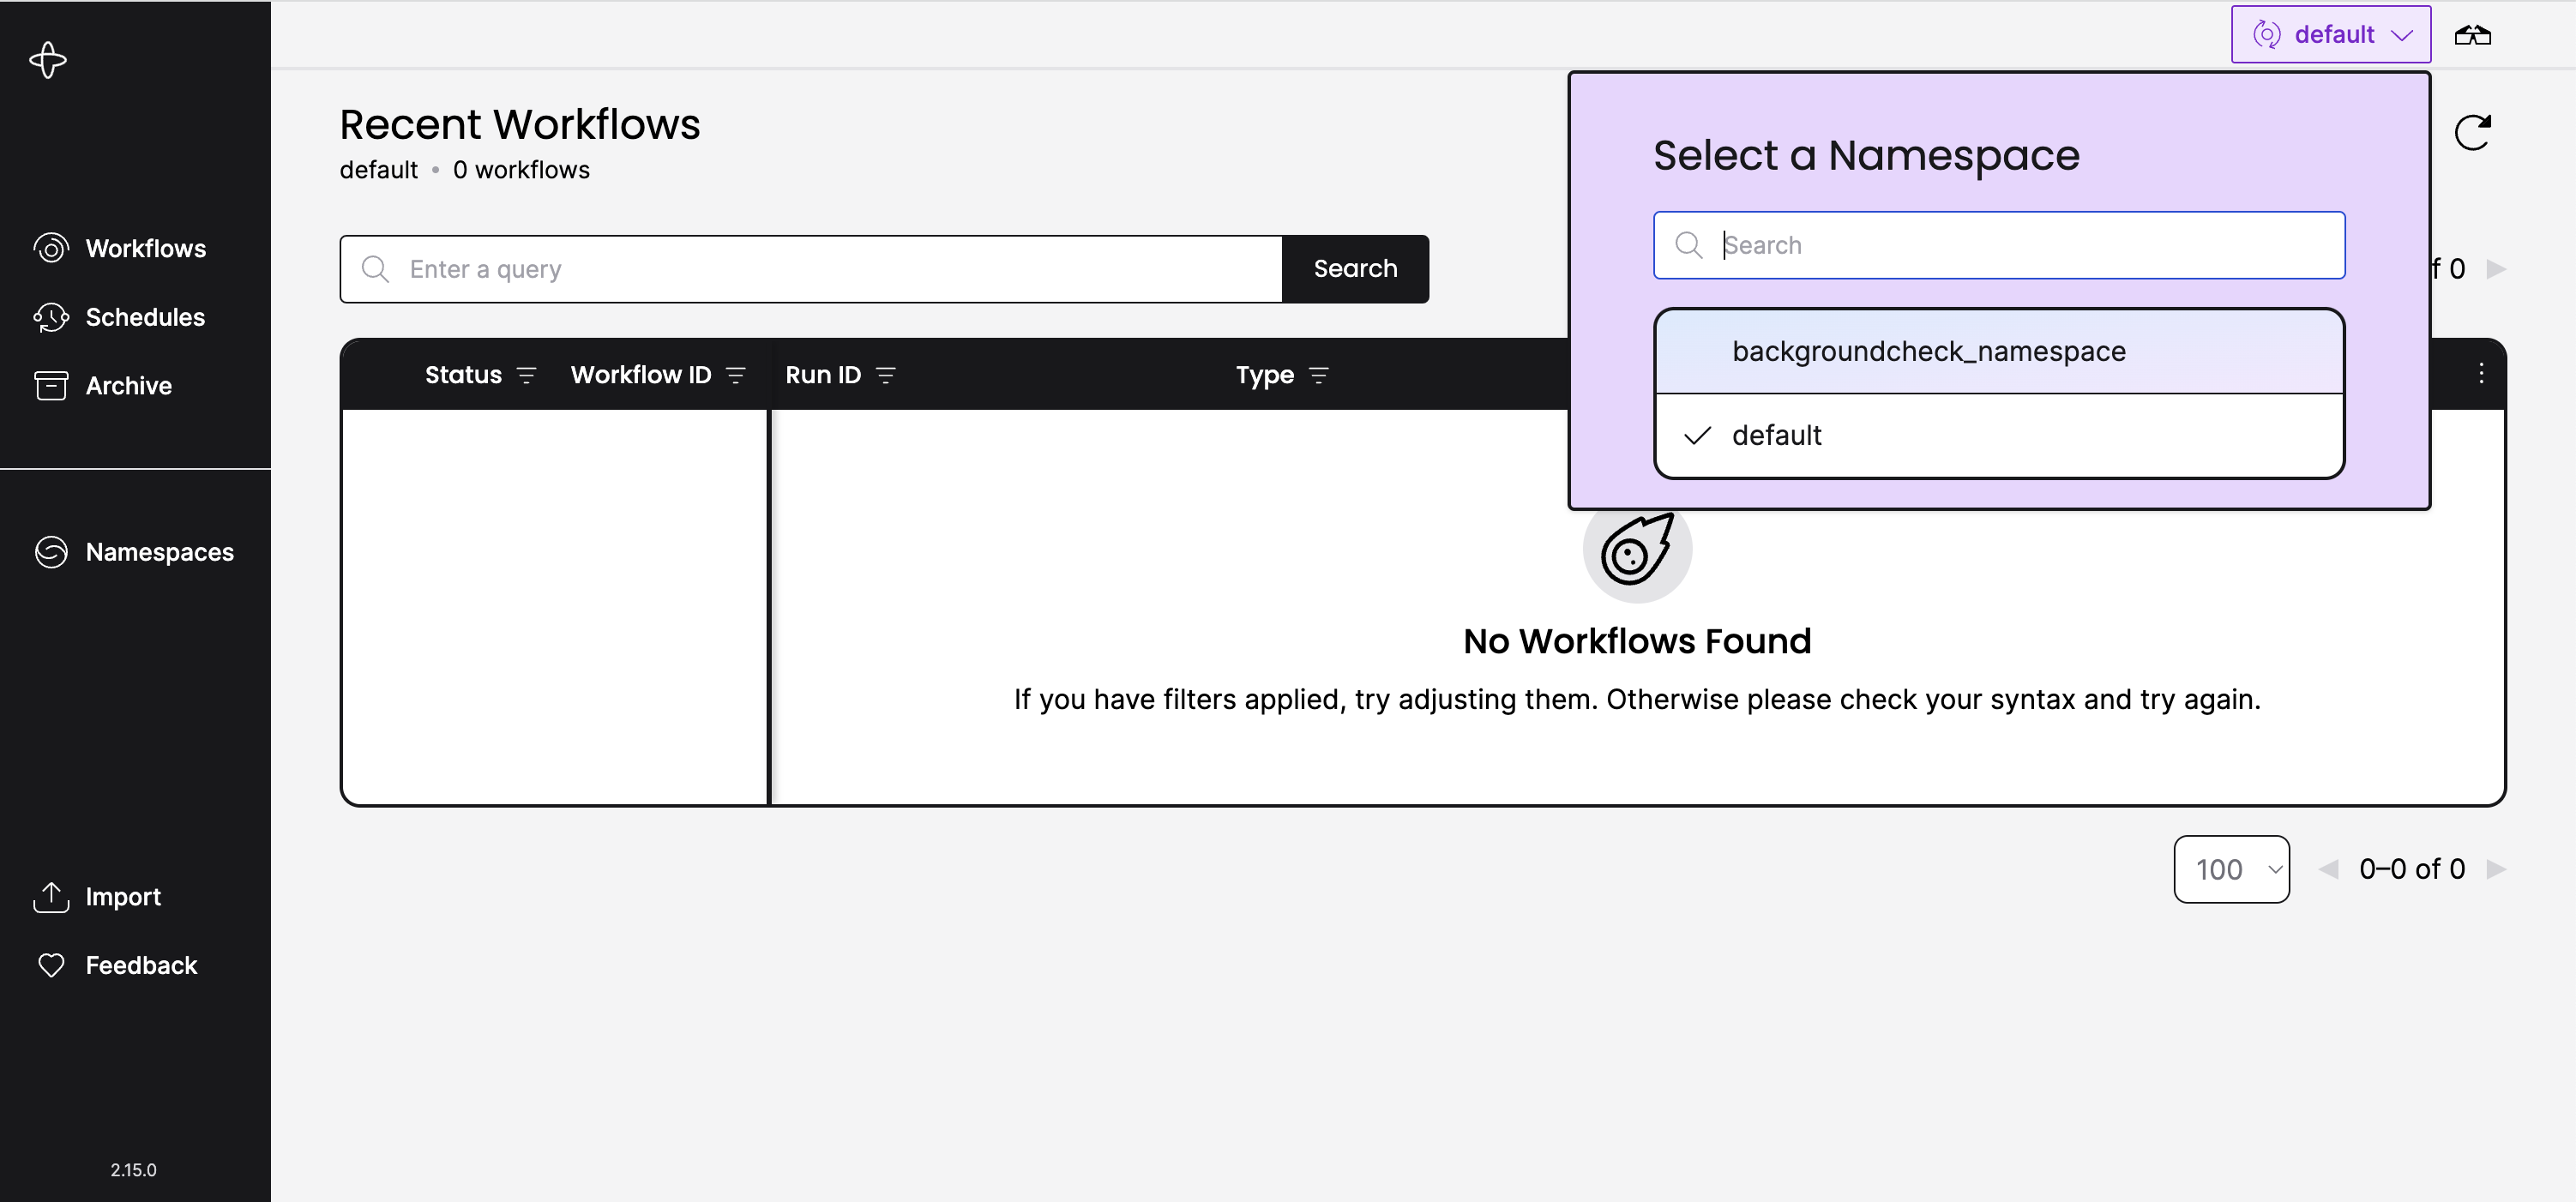 default
Recent Workflows
default • 0 workflows
Select a Namespace
Search
Enter a query
Search
f 0
backgroundcheck_namespace
default
Workflows
Schedules
Archive
Namespaces
Import
Feedback
2.15.0
Status
Workflow ID
Run ID
Type
No Workflows Found
If you have filters applied, try adjusting them. Otherwise please check your syntax and try again.
100
0–0 of 0